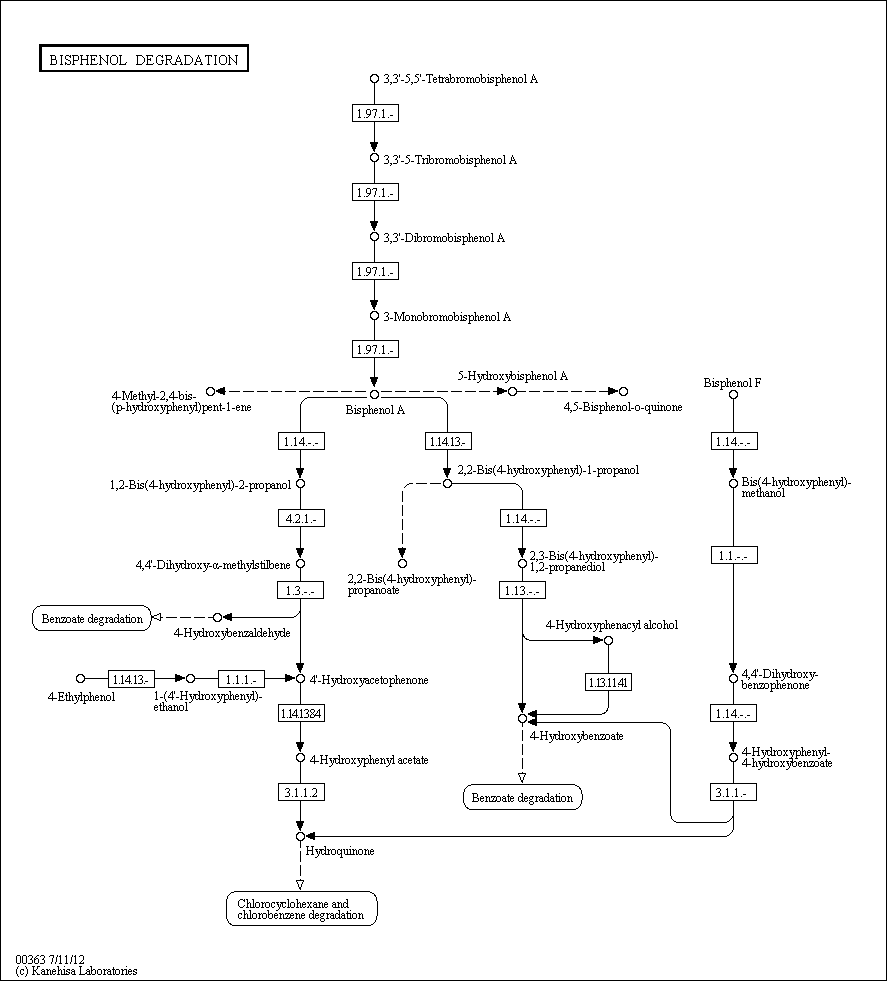 BISPHENOL DEGRADATION
3,3'-5,5'-Tetrabromobisphenol A
1.97.1.-
3,3'-5-Tribromobisphenol A
1.97.1.-
3,3'-Dibromobisphenol A
1.97.1.-
3-Monobromobisphenol A
1.97.1.-
5-Hydroxybisphenol A
Bisphenol F
4-Methyl-2,4-bis-
(p-hydroxyphenyl)pent-1-ene
Bisphenol A
4,5-Bisphenol-o-quinone
1.14.-.-
1.14.13.-
1.14.-.-
2,2-Bis(4-hydroxyphenyl)-1-propanol
1,2-Bis(4-hydroxyphenyl)-2-propanol
Bis(4-hydroxyphenyl)-
methanol
4.2.1.-
1.14.-.-
1.1.-.-
4,4'-Dihydroxy-α-methylstilbene
2,2-Bis(4-hydroxyphenyl)-
propanoate
2,3-Bis(4-hydroxyphenyl)-
1,2-propanediol
1.3.-.-
1.13.-.-
Benzoate degradation
4-Hydroxybenzaldehyde
4-Hydroxyphenacyl alcohol
4-Ethylphenol
1.14.13.-
1-(4'-Hydroxyphenyl)-
ethanol
1.1.1.-
4'-Hydroxyacetophenone
1.13.11.41
4,4'-Dihydroxy-
benzophenone
1.14.13.84
1.14.-.-
4-Hydroxybenzoate
4-Hydroxyphenyl acetate
4-Hydroxyphenyl-
4-hydroxybenzoate
3.1.1.2
Benzoate degradation
3.1.1.-
Hydroquinone
Chlorocyclohexane and
chlorobenzene degradation
00363 7/11/12
(c) Kanehisa Laboratories